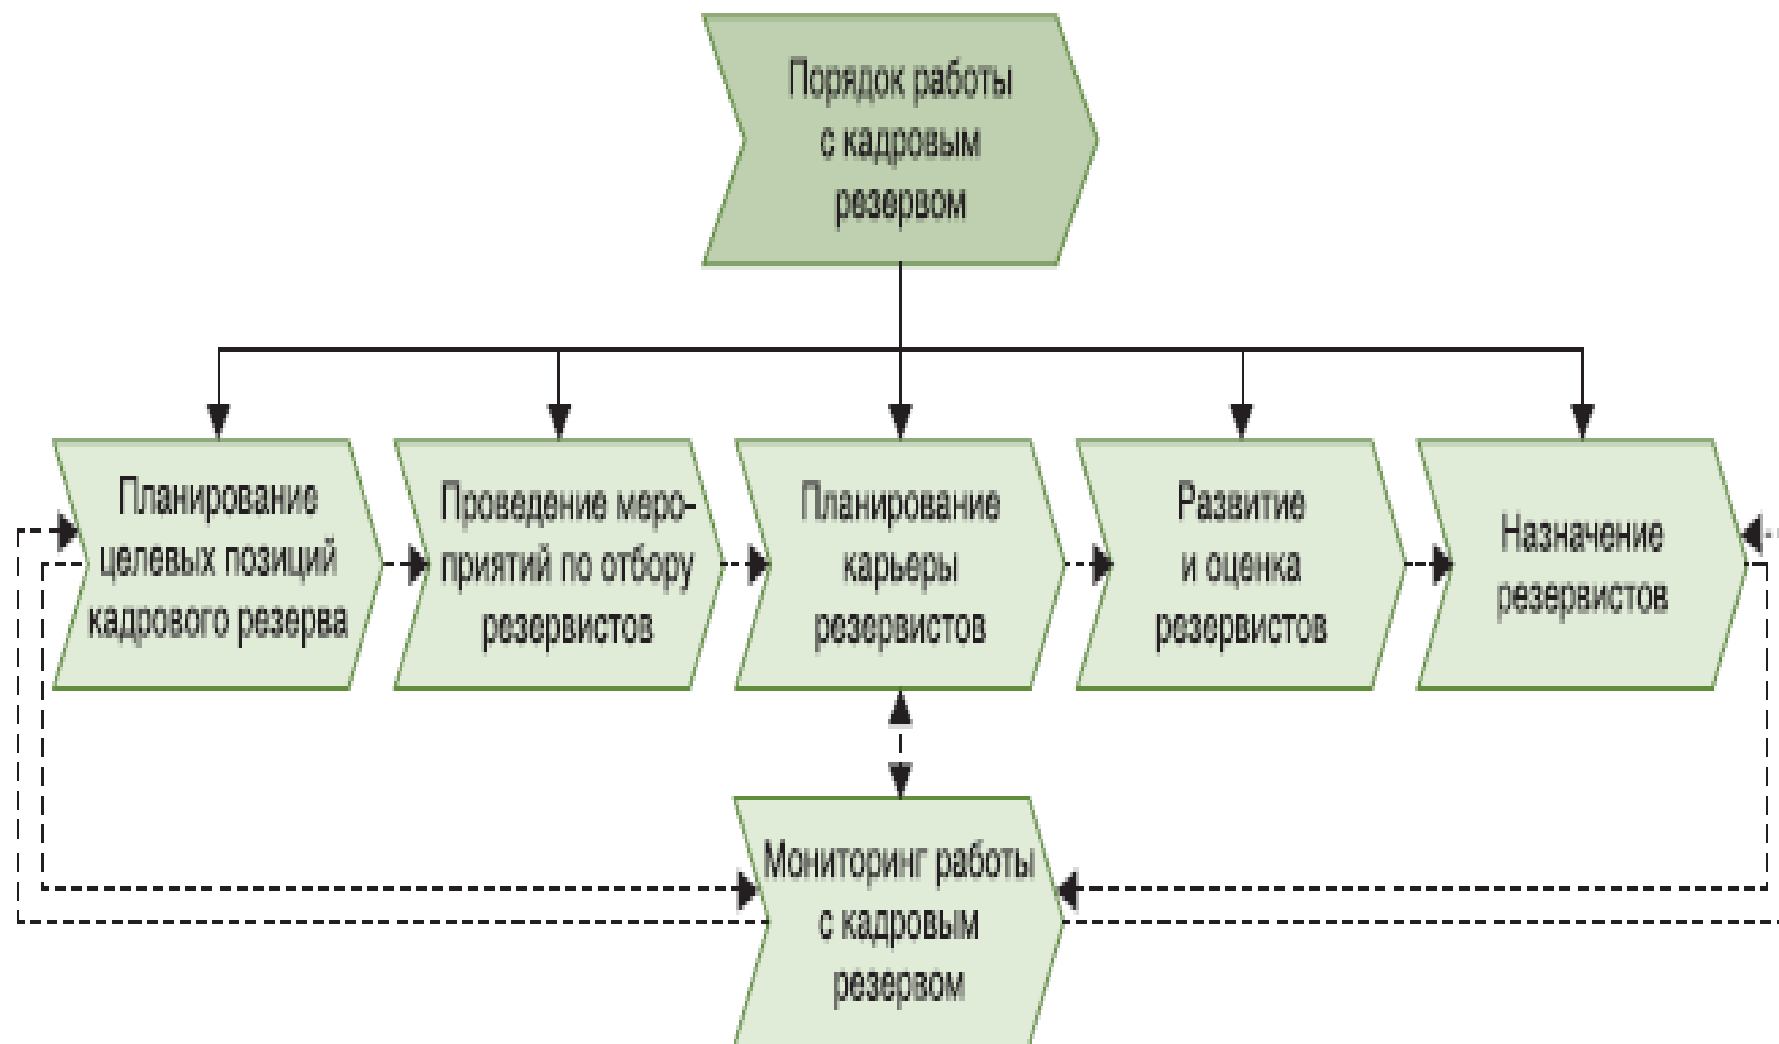 Порядок работы
с кадровым
резервом
Планирование
целевых позиций
кадрового резерва
Проведение меро-
приятий по отбору
резервистов
Планирование
карьеры
резервистов
Развитие
и оценка
резервистов
Назначение
резервистов
Мониторинг работы
с кадровым
резервом